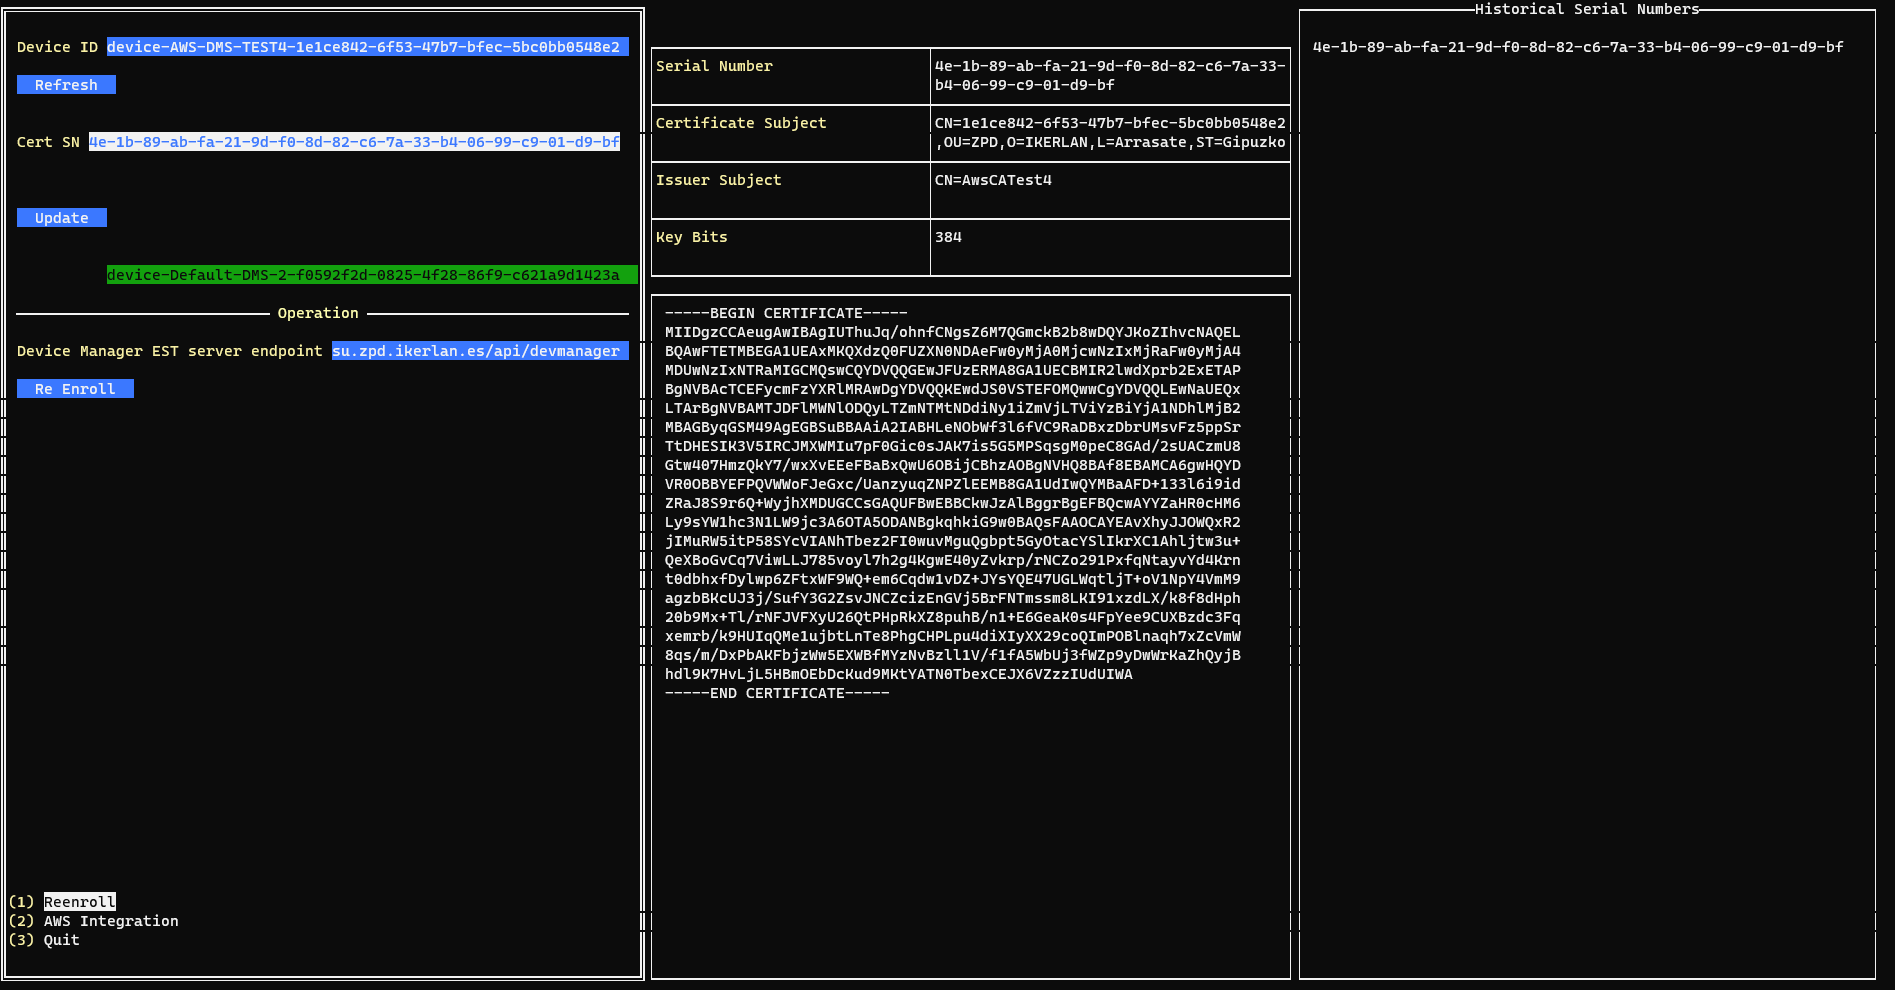 Device ID device-AWS-DMS-TEST4-1e1ce842-6f53-47b7-bfec-5bc0bb0548e2
Refresh
Cert SN 4e-1b-89-ab-fa-21-9d-f0-8d-82-c6-7a-33-b4-06-99-c9-01-d9-bf
Update
device-Default-DMS-2-f0592f2d-0825-4f28-86f9-c621a9d1423a
Operation
Device Manager EST server endpoint su.zpd.ikerlan.es/api/devmanager
Re Enroll
(1) Reenroll
(2) AWS Integration
(3) Quit
Serial Number 4e-1b-89-ab-fa-21-9d-f0-8d-82-c6-7a-33-
b4-06-99-c9-01-d9-bf
Certificate Subject CN=1e1ce842-6f53-47b7-bfec-5bc0bb0548e2
,OU=ZPD,O=IKERLAN,L=Arrasate,ST=Gipuzko
Issuer Subject CN=AwsCATest4
Key Bits 384
-----BEGIN CERTIFICATE-----
MIIDgzCCAeugAwIBAgIUThuJq/ohnfCNgsZ6M7QGmckB2b8wDQYJKoZIhvcNAQEL
BQAwFTETMBEGA1UEAxMKQXdzQ0FUZXN0NDAeFw0yMjA0MjcwNzIxMjRaFw0yMjA4
MDUwNzIxNTRaMIGCMQswCQYDVQQGEwJFUzERMA8GA1UECBMIR2lwdXprb2ExETAP
BgNVBAcTCEFycmFzYXRlMRAwDgYDVQQKEwdJS0VSTEFOMQwwCgYDVQQLEwNaUEQx
LTArBgNVBAMTJDFlMWNlODQyLTZmNTMtNDdiNy1iZmVjLTViYzBiYjA1NDhlMjB2
MBAGByqGSM49AgEGBSuBBAAiA2IABHLeNObWf3l6fVC9RaDBxzDbrUMsvFz5ppSr
TtDHESIK3V5IRCJMXWMIu7pF0Gic0sJAK7is5G5MPSqsgM0peC8GAd/2sUACzmU8
Gtw407HmzQkY7/wxXvEEeFBaBxQwU6OBijCBhzAOBgNVHQ8BAf8EBAMCA6gwHQYD
VR0OBBYEFPQVWWoFJeGxc/UanzyuqZNPZlEEMB8GA1UdIwQYMBaAFD+133l6i9id
ZRaJ8S9r6Q+WyjhXMDUGCCsGAQUFBwEBBCkwJzAlBggrBgEFBQcwAYYZaHR0cHM6
Ly9sYW1hc3N1LW9jc3A6OTA5ODANBgkqhkiG9w0BAQsFAAOCAYEAvXhyJJOWQxR2
jIMuRW5itP58SYcVIANhTbez2FI0wuvMguQgbpt5GyOtacYSlIkrXC1Ahljtw3u+
QeXBoGvCq7ViwLLJ785voyl7h2g4KgwE40yZvkrp/rNCZo291PxfqNtayvYd4Krn
t0dbhxfDylwp6ZFtxWF9WQ+em6Cqdw1vDZ+JYsYQE47UGLWqtljT+oV1NpY4VmM9
agzbBKcUJ3j/SufY3G2ZsvJNCZcizEnGVj5BrFNTmssm8LKI91xzdLX/k8f8dHph
20b9Mx+Tl/rNFJVFXyU26QtPHpRkXZ8puhB/n1+E6GeaK0s4FpYee9CUXBzdc3Fq
xemrb/k9HUIqQMe1ujbtLnTe8PhgCHPLpu4diXIyXX29coQImPOBlnaqh7xZcVmW
8qs/m/DxPbAKFbjzWw5EXWBfMYzNvBzll1V/f1fA5WbUj3fWZp9yDwWrKaZhQyjB
hdl9K7HvLjL5HBmOEbDcKud9MKtYATN0TbexCEJX6VZzzIUdUIWA
-----END CERTIFICATE-----
Historical Serial Numbers
4e-1b-89-ab-fa-21-9d-f0-8d-82-c6-7a-33-b4-06-99-c9-01-d9-bf